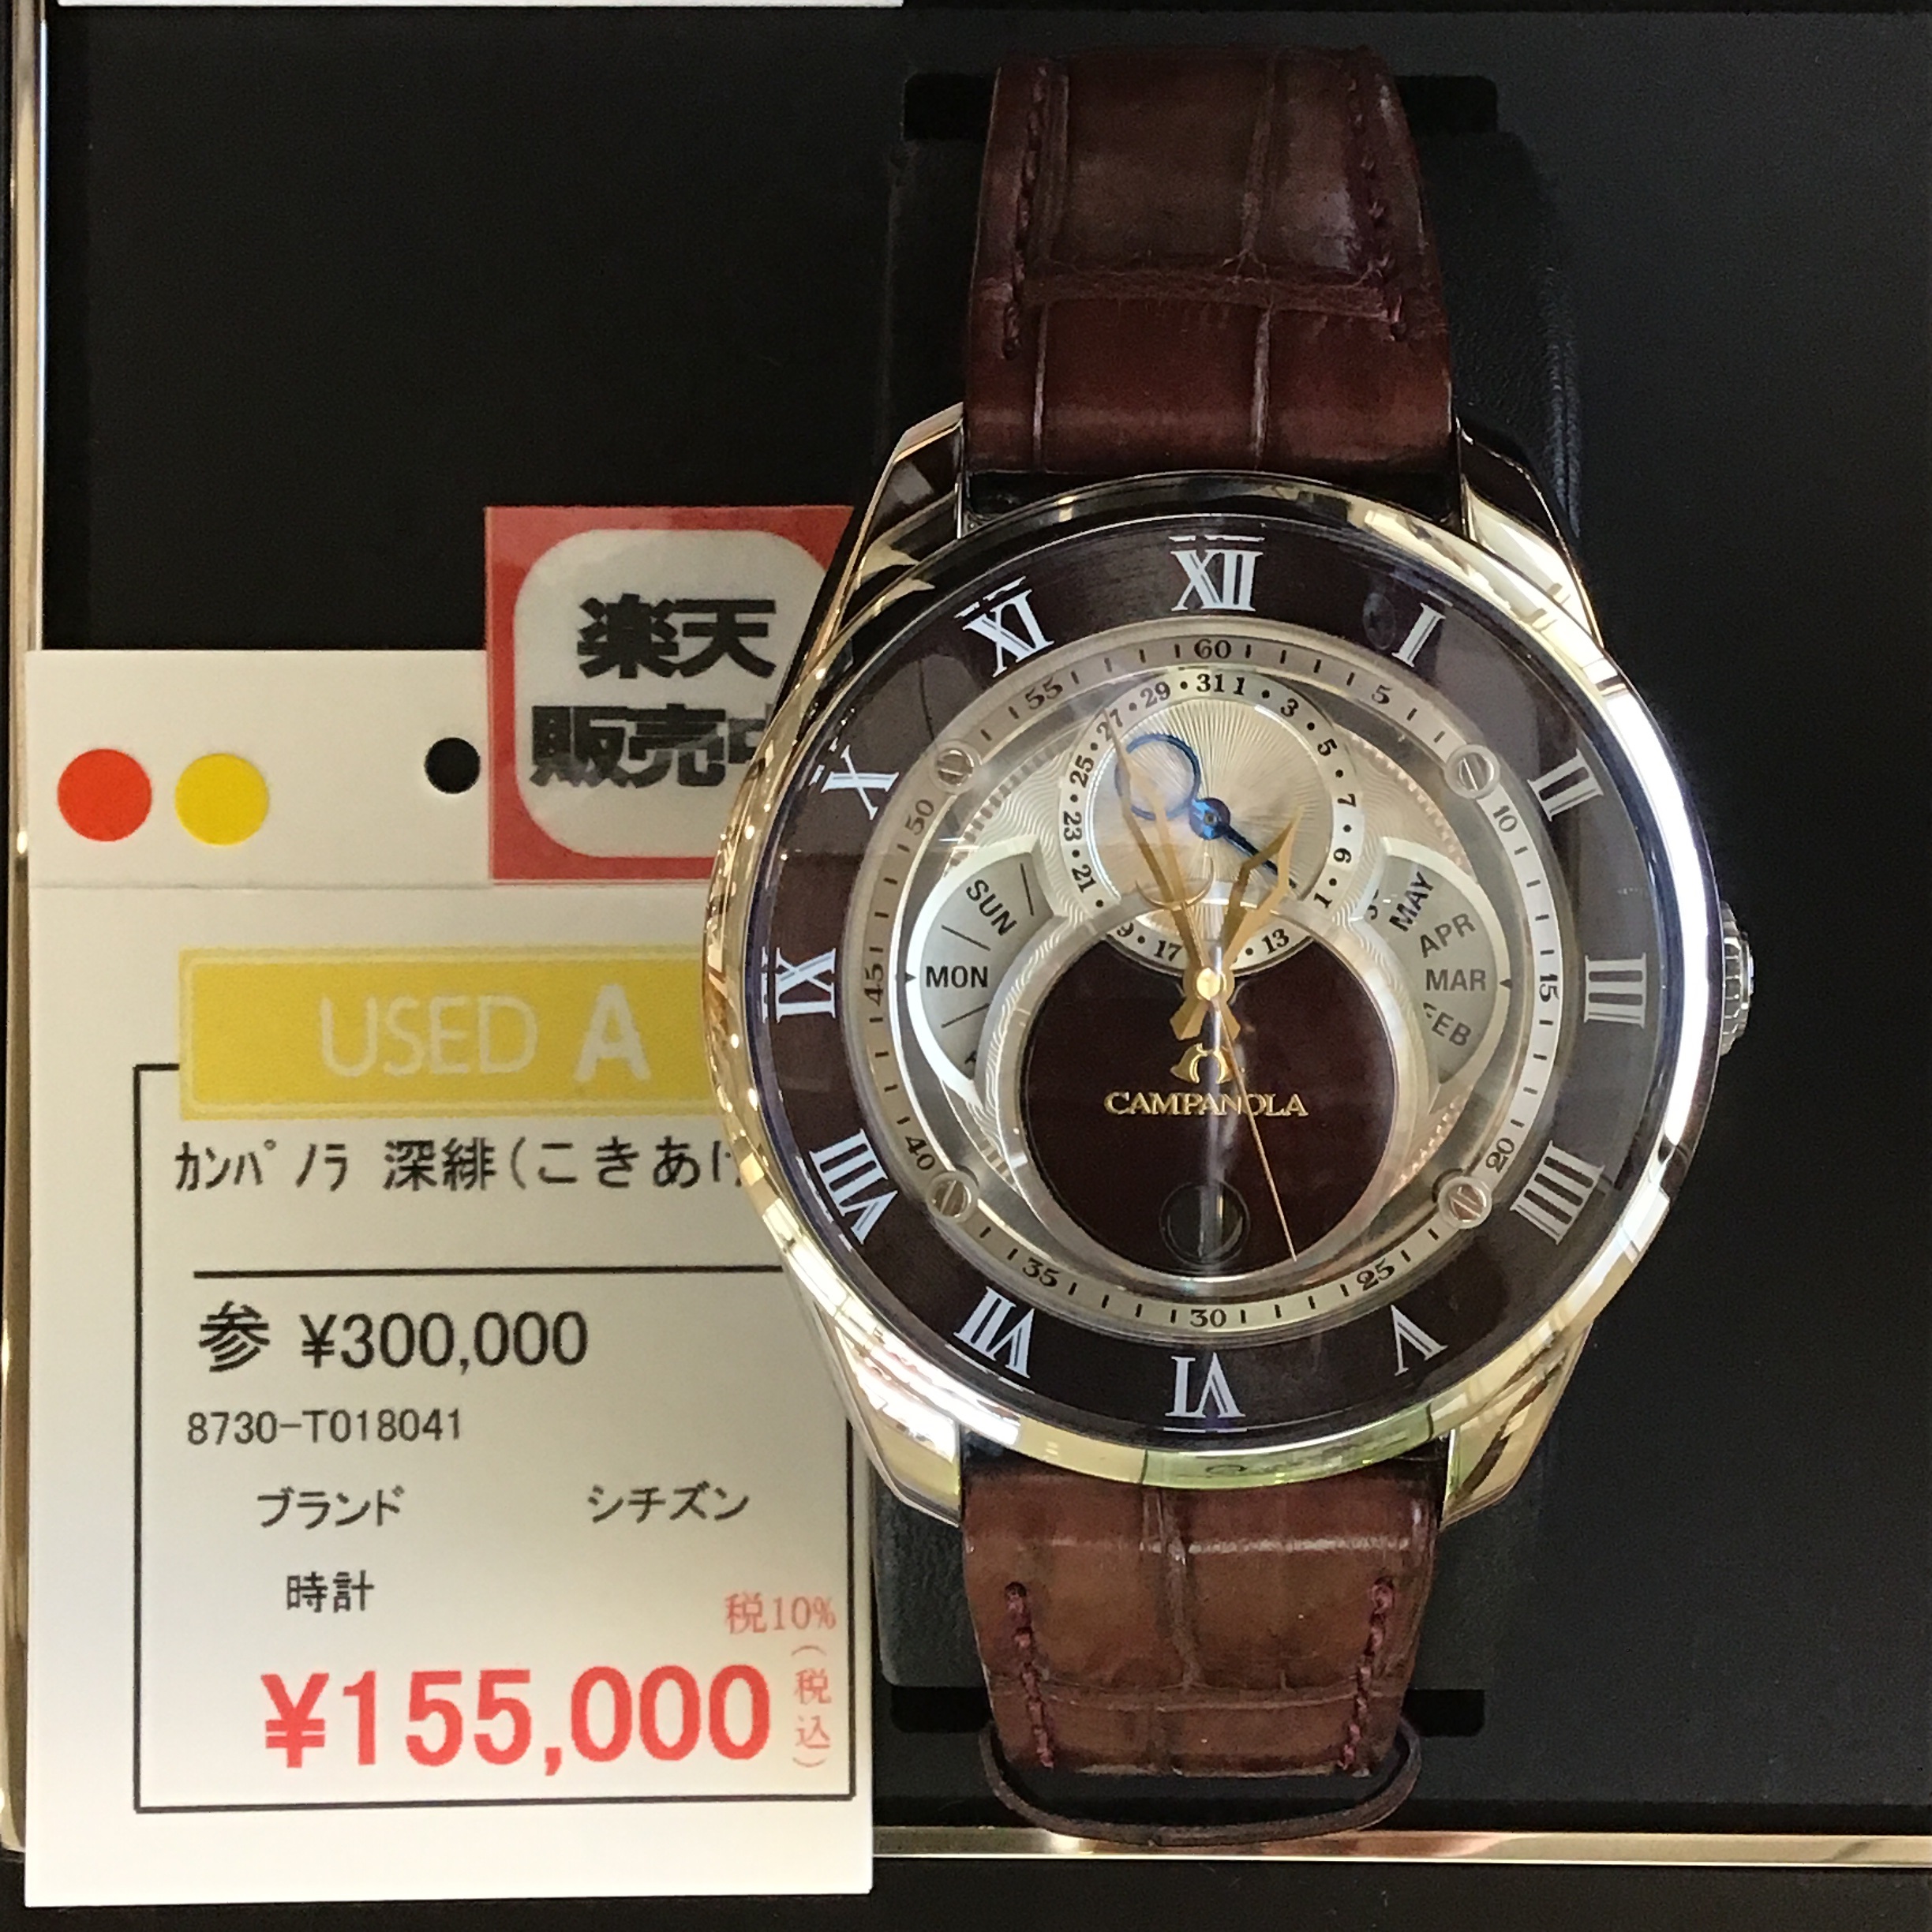 楽天
販売中
USED A
カンパノラ 深緋(こきあけ
参 ¥300,000
8730-T018041
ブランド シチズン
時計
税10%
¥155,000
(税込)
XII
I
II
III
IIII
V
VI
VII
VIII
IX
X
XI
60
5
10
15
20
25
30
35
40
45
50
55
31 1 3 5 7 9 1 13 17 9 21 23 25 27 29
SUN
MON
MAY
APR
MAR
FEB
CAMPANOLA